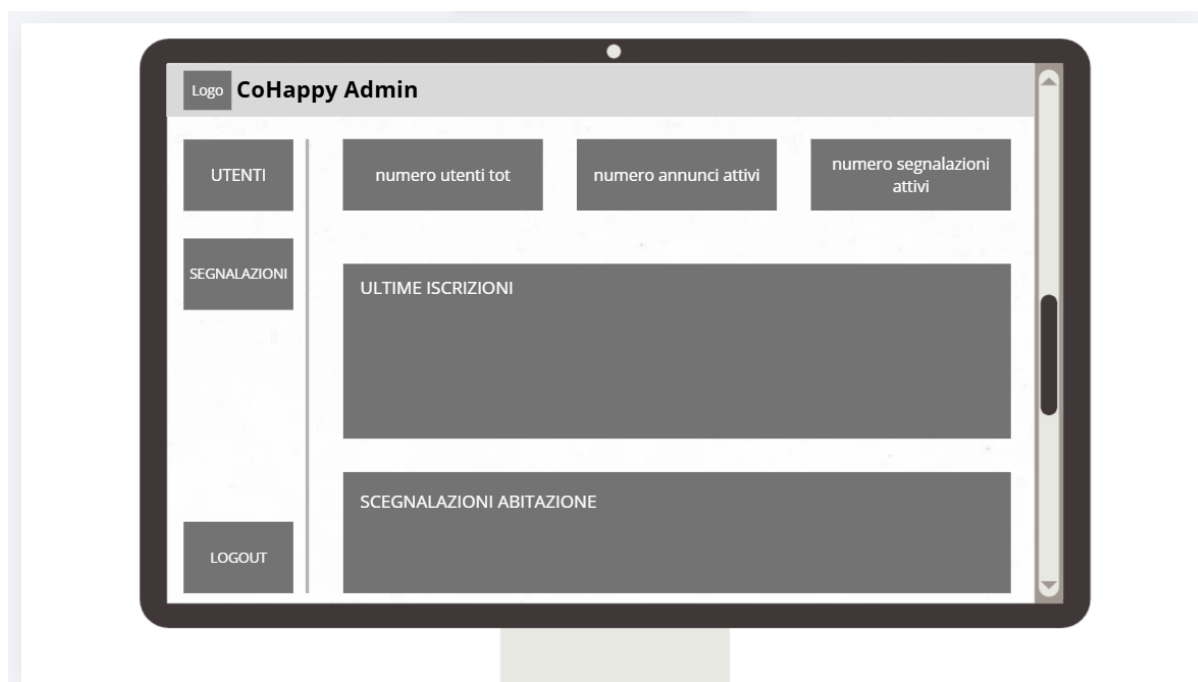 Logo CoHappy Admin
UTENTI
numero utenti tot
numero annunci attivi
numero segnalazioni
attivi
SEGNALAZIONI
ULTIME ISCRIZIONI
SCEGNALAZIONI ABITAZIONE
LOGOUT